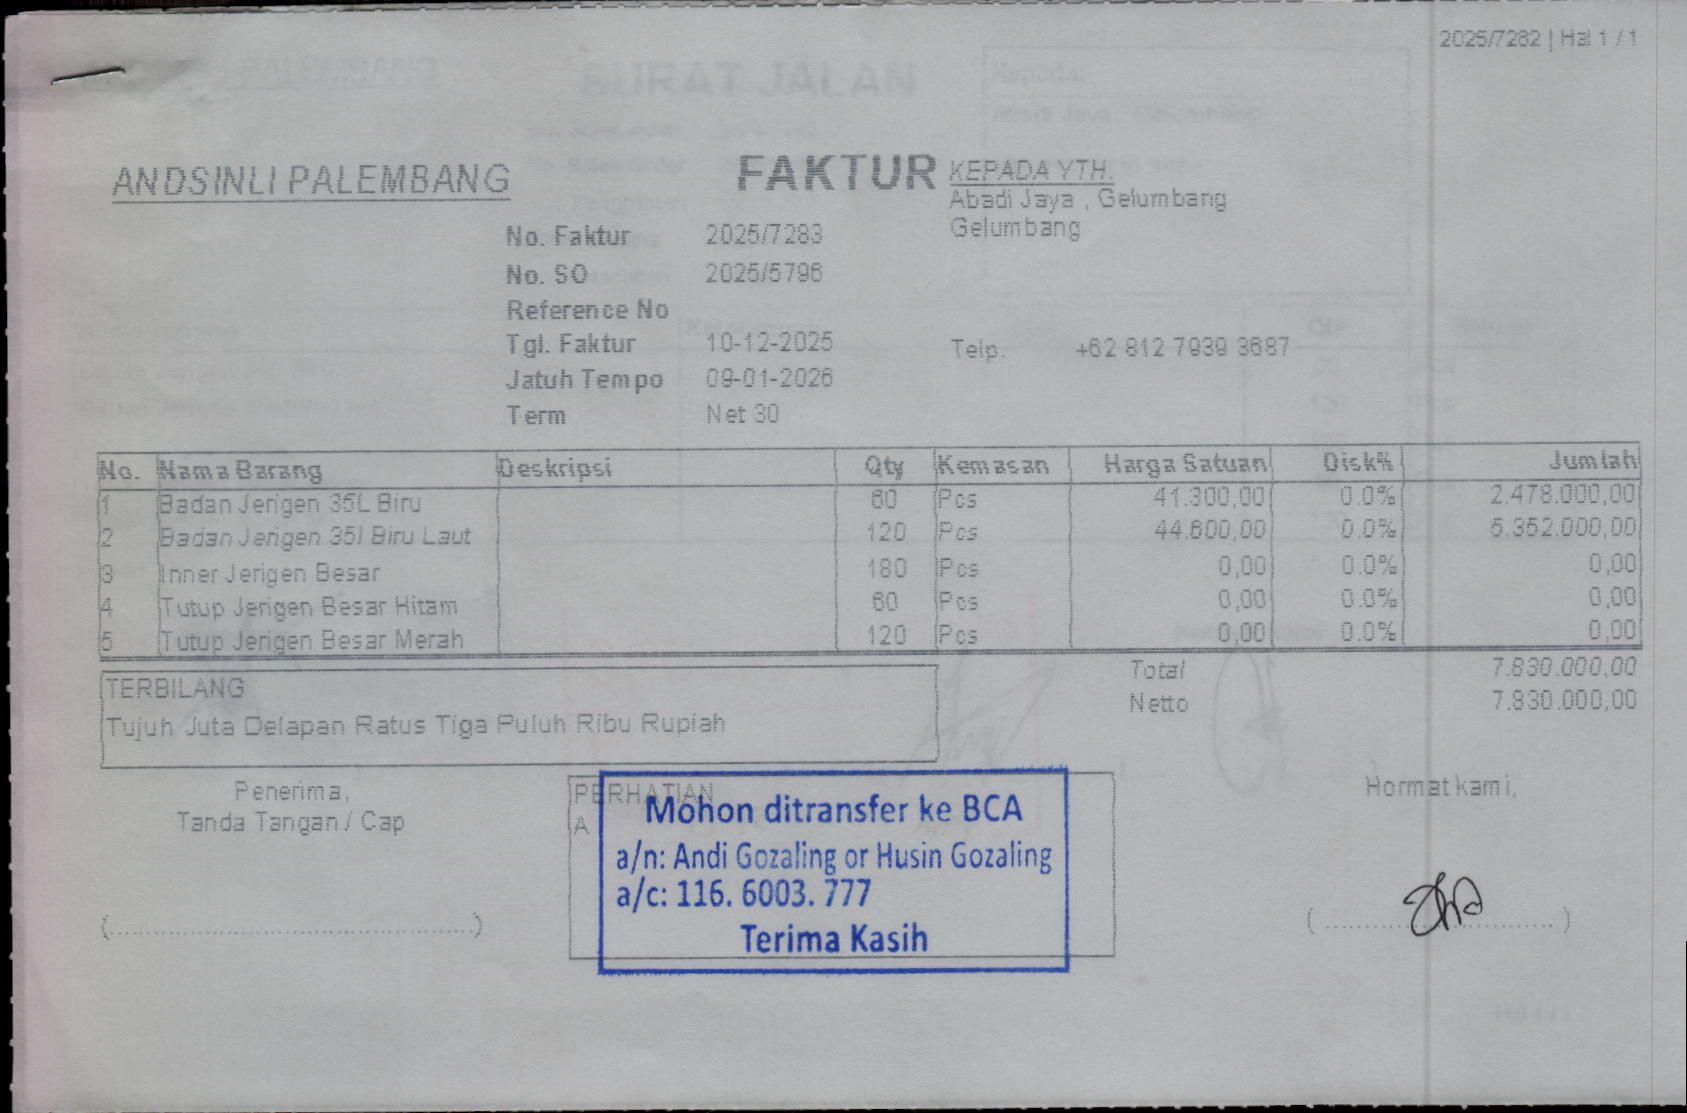 2025/7282 | Hal 1 / 1
ANDSINLI PALEMBANG
FAKTUR
KEPADA YTH.
Abadi Jaya , Gelumbang
Gelumbang
No. Faktur 2025/7283
No. SO 2025/5796
Reference No
Tgl. Faktur 10-12-2025
Telp. +62 812 7939 3687
Jatuh Tempo 09-01-2026
Term Net 30
No. Nama Barang Deskripsi Qty Kemasan Harga Satuan Disk% Jumlah
1 Badan Jerigen 35L Biru 60 Pcs 41.300,00 0.0% 2.478.000,00
2 Badan Jerigen 35l Biru Laut 120 Pcs 44.600,00 0.0% 5.352.000,00
3 Inner Jerigen Besar 180 Pcs 0,00 0.0% 0,00
4 Tutup Jerigen Besar Hitam 60 Pcs 0,00 0.0% 0,00
5 Tutup Jerigen Besar Merah 120 Pcs 0,00 0.0% 0,00
Total 7.830.000,00
Netto 7.830.000,00
TERBILANG
Tujuh Juta Delapan Ratus Tiga Puluh Ribu Rupiah
Penerima,
Tanda Tangan / Cap
PERHATIAN
A
Mohon ditransfer ke BCA
a/n: Andi Gozaling or Husin Gozaling
a/c: 116. 6003. 777
Terima Kasih
Hormat kami,
SURAT JALAN